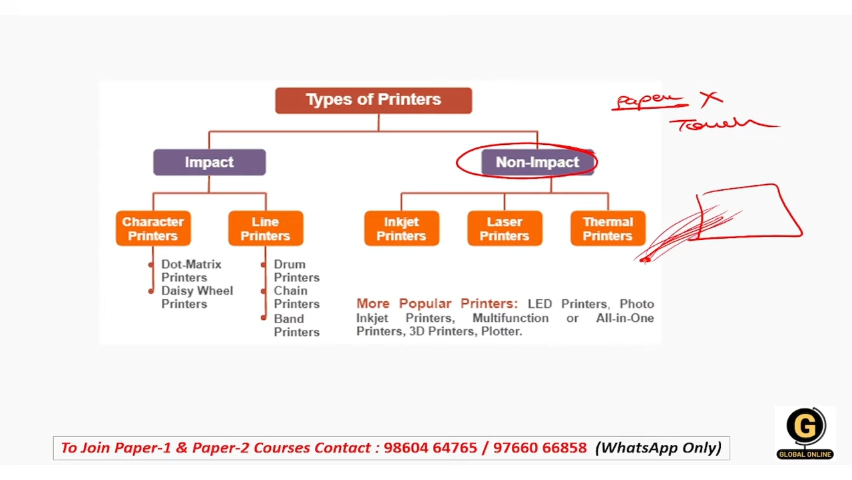 Types of Printers
paper X
Touch
Impact
Non-Impact
Character
Printers
Line
Printers
Inkjet
Printers
Laser
Printers
Thermal
Printers
Dot-Matrix
Printers
Daisy Wheel
Printers
Drum
Printers
Chain
Printers
Band
Printers
More Popular Printers: LED Printers, Photo
Inkjet Printers, Multifunction or All-in-One
Printers, 3D Printers, Plotter.
To Join Paper-1 & Paper-2 Courses Contact : 98604 64765 / 97660 66858 (WhatsApp Only)
G
GLOBAL ONLINE